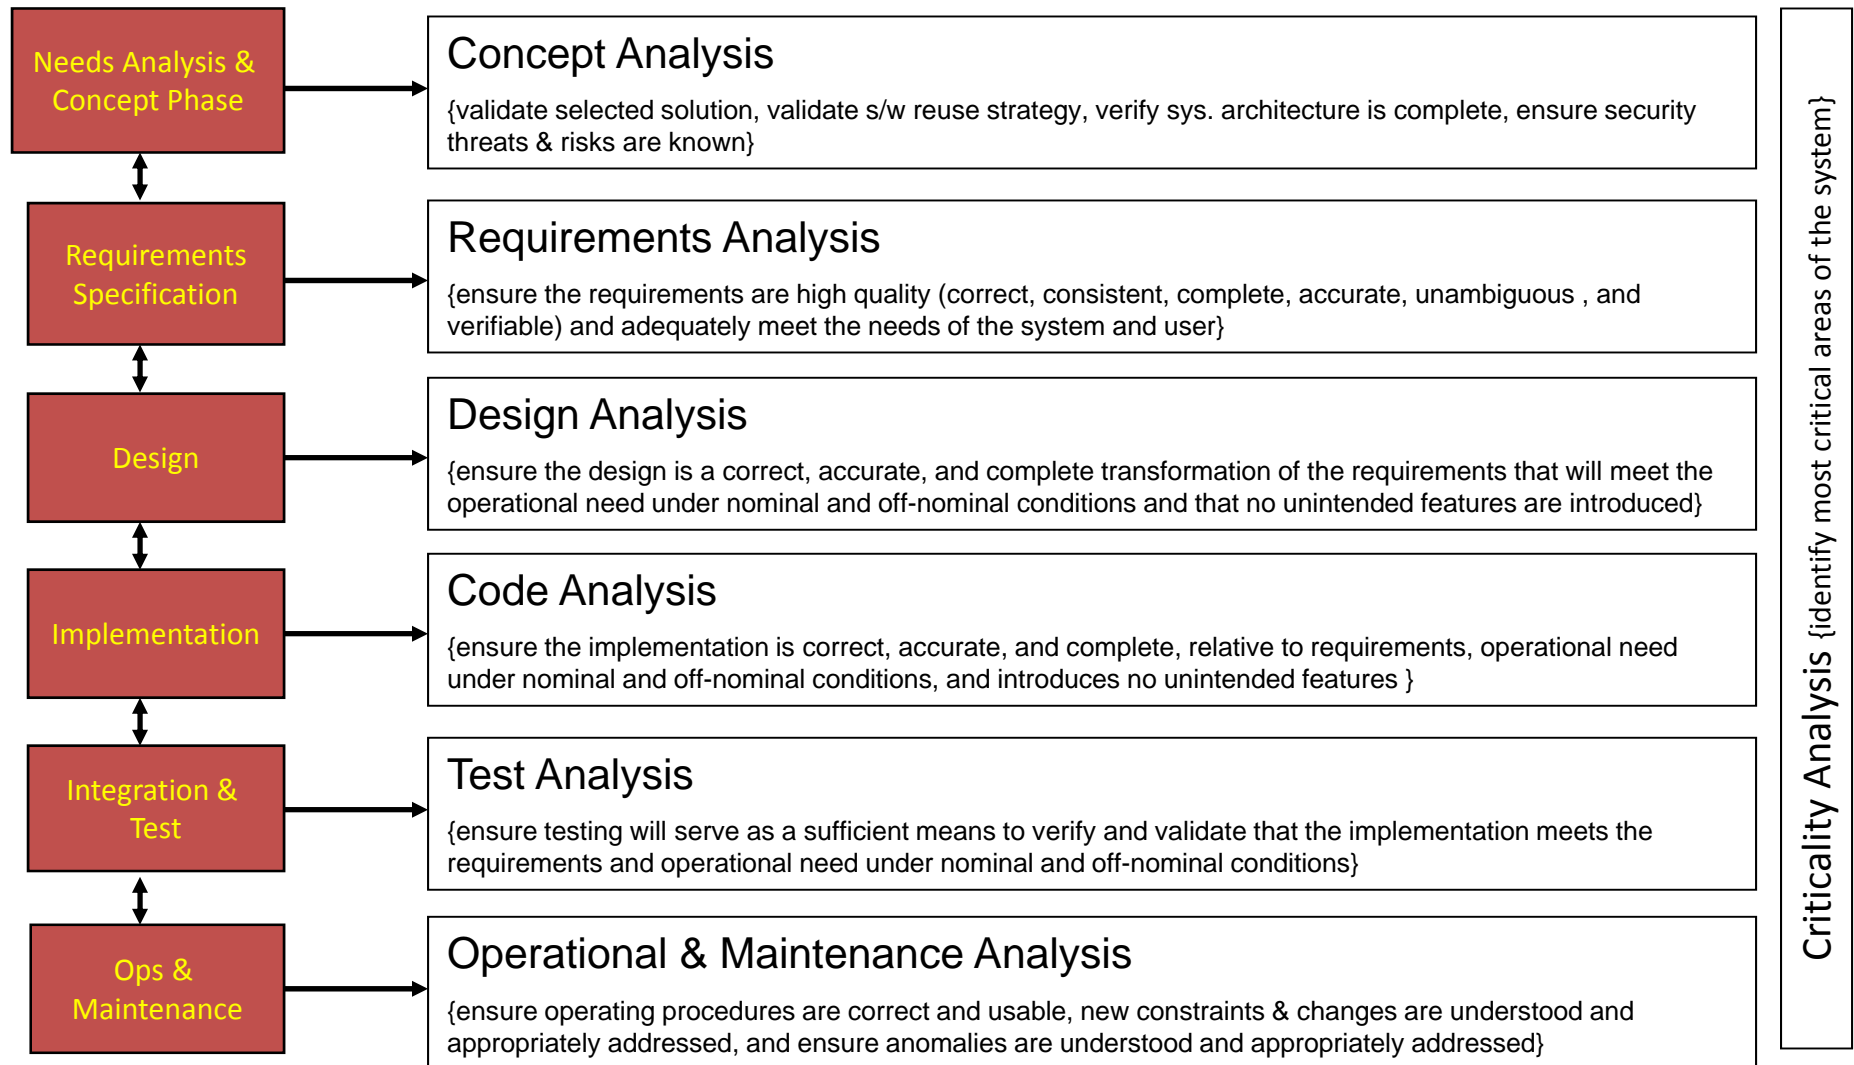 Needs Analysis &
Concept Phase
Concept Analysis
{validate selected solution, validate s/w reuse strategy, verify sys. architecture is complete, ensure security
threats & risks are known}
Requirements
Specification
Requirements Analysis
{ensure the requirements are high quality (correct, consistent, complete, accurate, unambiguous , and
verifiable) and adequately meet the needs of the system and user}
Design
Design Analysis
{ensure the design is a correct, accurate, and complete transformation of the requirements that will meet the
operational need under nominal and off-nominal conditions and that no unintended features are introduced}
Implementation
Code Analysis
{ensure the implementation is correct, accurate, and complete, relative to requirements, operational need
under nominal and off-nominal conditions, and introduces no unintended features }
Integration &
Test
Test Analysis
{ensure testing will serve as a sufficient means to verify and validate that the implementation meets the
requirements and operational need under nominal and off-nominal conditions}
Ops &
Maintenance
Operational & Maintenance Analysis
{ensure operating procedures are correct and usable, new constraints & changes are understood and
appropriately addressed, and ensure anomalies are understood and appropriately addressed}
Criticality Analysis {identify most critical areas of the system}